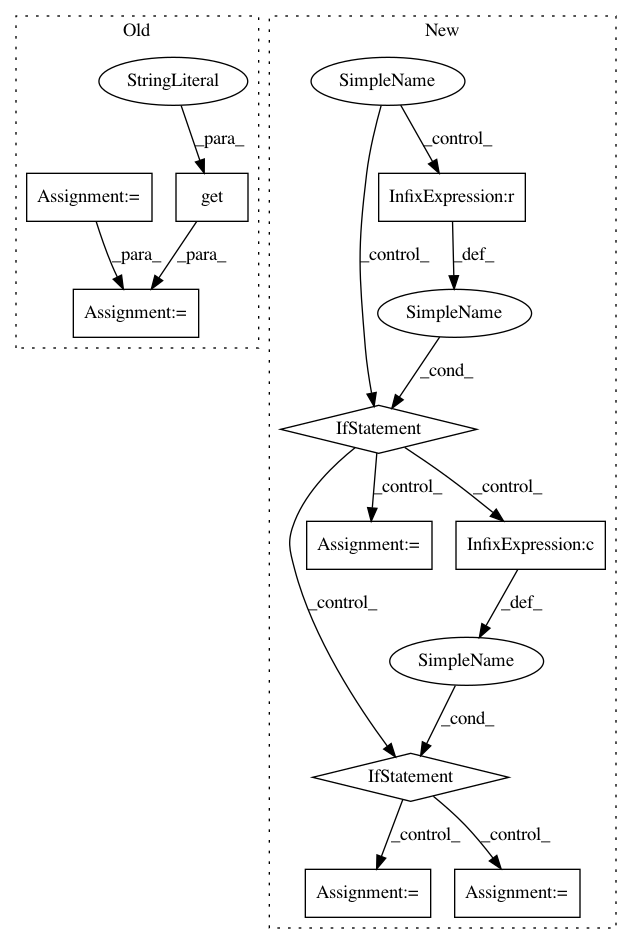 Old
New
StringLiteral
SimpleName
_para_
_control_
Assignment:=
get
InfixExpression:r
_para_
_para_
_control_
_def_
Assignment:=
SimpleName
_cond_
IfStatement
_control_
_control_
Assignment:=
InfixExpression:c
_control_
_def_
SimpleName
_cond_
IfStatement
_control_
_control_
Assignment:=
Assignment:=